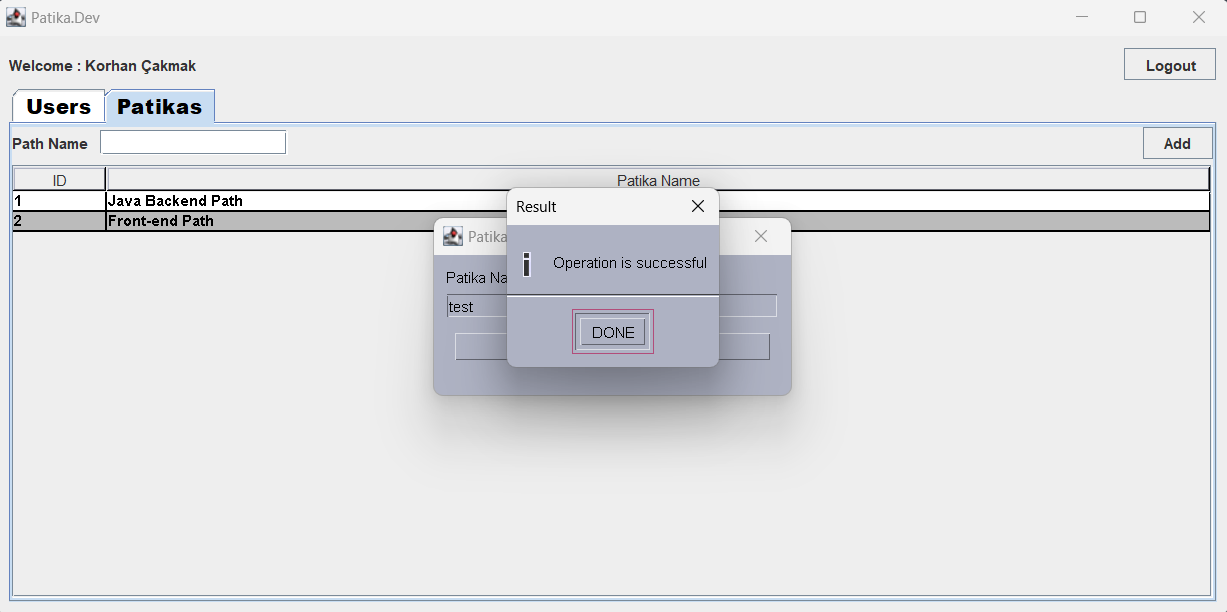 Patika.Dev
Welcome : Korhan Çakmak
Logout
Users
Patikas
Path Name
Add
ID
Patika Name
1
Java Backend Path
2
Front-end Path
Patika
Patika Na
test
Result
Operation is successful
DONE